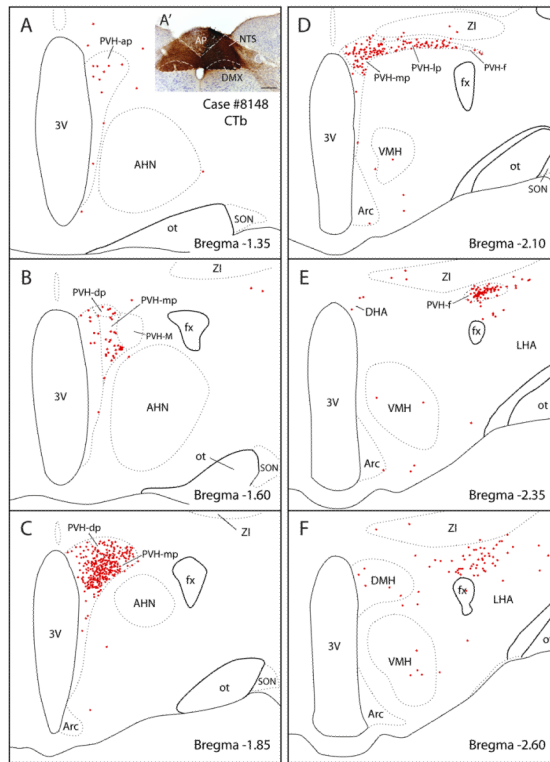 A
PVH-ap
3V
AHN
ot
SON
Bregma -1.35
A'
AP
NTS
DMX
Case #8148
CTb
B
ZI
PVH-dp
PVH-mp
PVH-M
fx
3V
AHN
ot
SON
Bregma -1.60
C
PVH-dp
ZI
PVH-mp
fx
3V
AHN
ot
SON
Arc
Bregma -1.85
D
ZI
PVH-lp
PVH-f
PVH-mp
fx
3V
VMH
ot
SON
Arc
Bregma -2.10
E
ZI
PVH-f
DHA
fx
LHA
3V
VMH
ot
Arc
Bregma -2.35
F
ZI
DMH
fx
LHA
3V
VMH
ot
Arc
Bregma -2.60